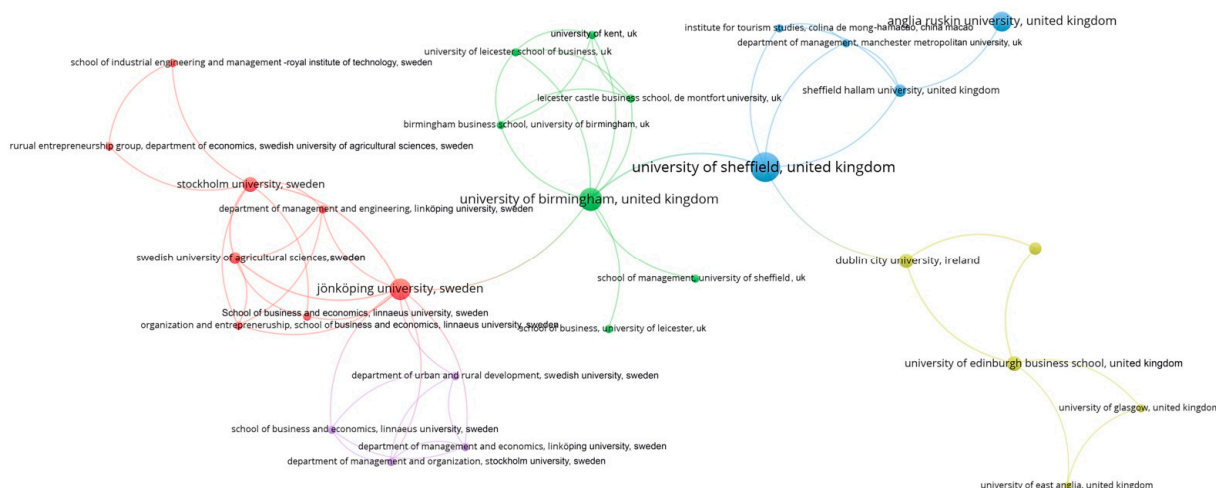 anglia ruskin university, united kingdom
institute for tourism studies, colina de mong-hamacao, china macao
university of kent, uk
department of management, manchester metropolitan university, uk
university of leicester school of business, uk
school of industrial engineering and management -royal institute of technology, sweden
sheffield hallam university, united kingdom
leicester castle business school, de montfort university, uk
birmingham business school, university of birmingham, uk
rurual entrepreneurship group, department of economics, swedish university of agricultural sciences, sweden
university of sheffield, united kingdom
stockholm university, sweden
university of birmingham, united kingdom
department of management and engineering, linköping university, sweden
swedish university of agricultural sciences, sweden
dublin city university, ireland
school of management, university of sheffield, uk
jönköping university, sweden
School of business and economics, linnaeus university, sweden
organization and entrepreneruship, school of business and economics, linnaeus university, sweden
school of business, university of leicester, uk
university of edinburgh business school, united kingdom
department of urban and rural development, swedish university, sweden
university of glasgow, united kingdom
school of business and economics, linnaeus university, sweden
department of management and economics, linköping university, sweden
department of management and organization, stockholm university, sweden
university of east anglia, united kingdom